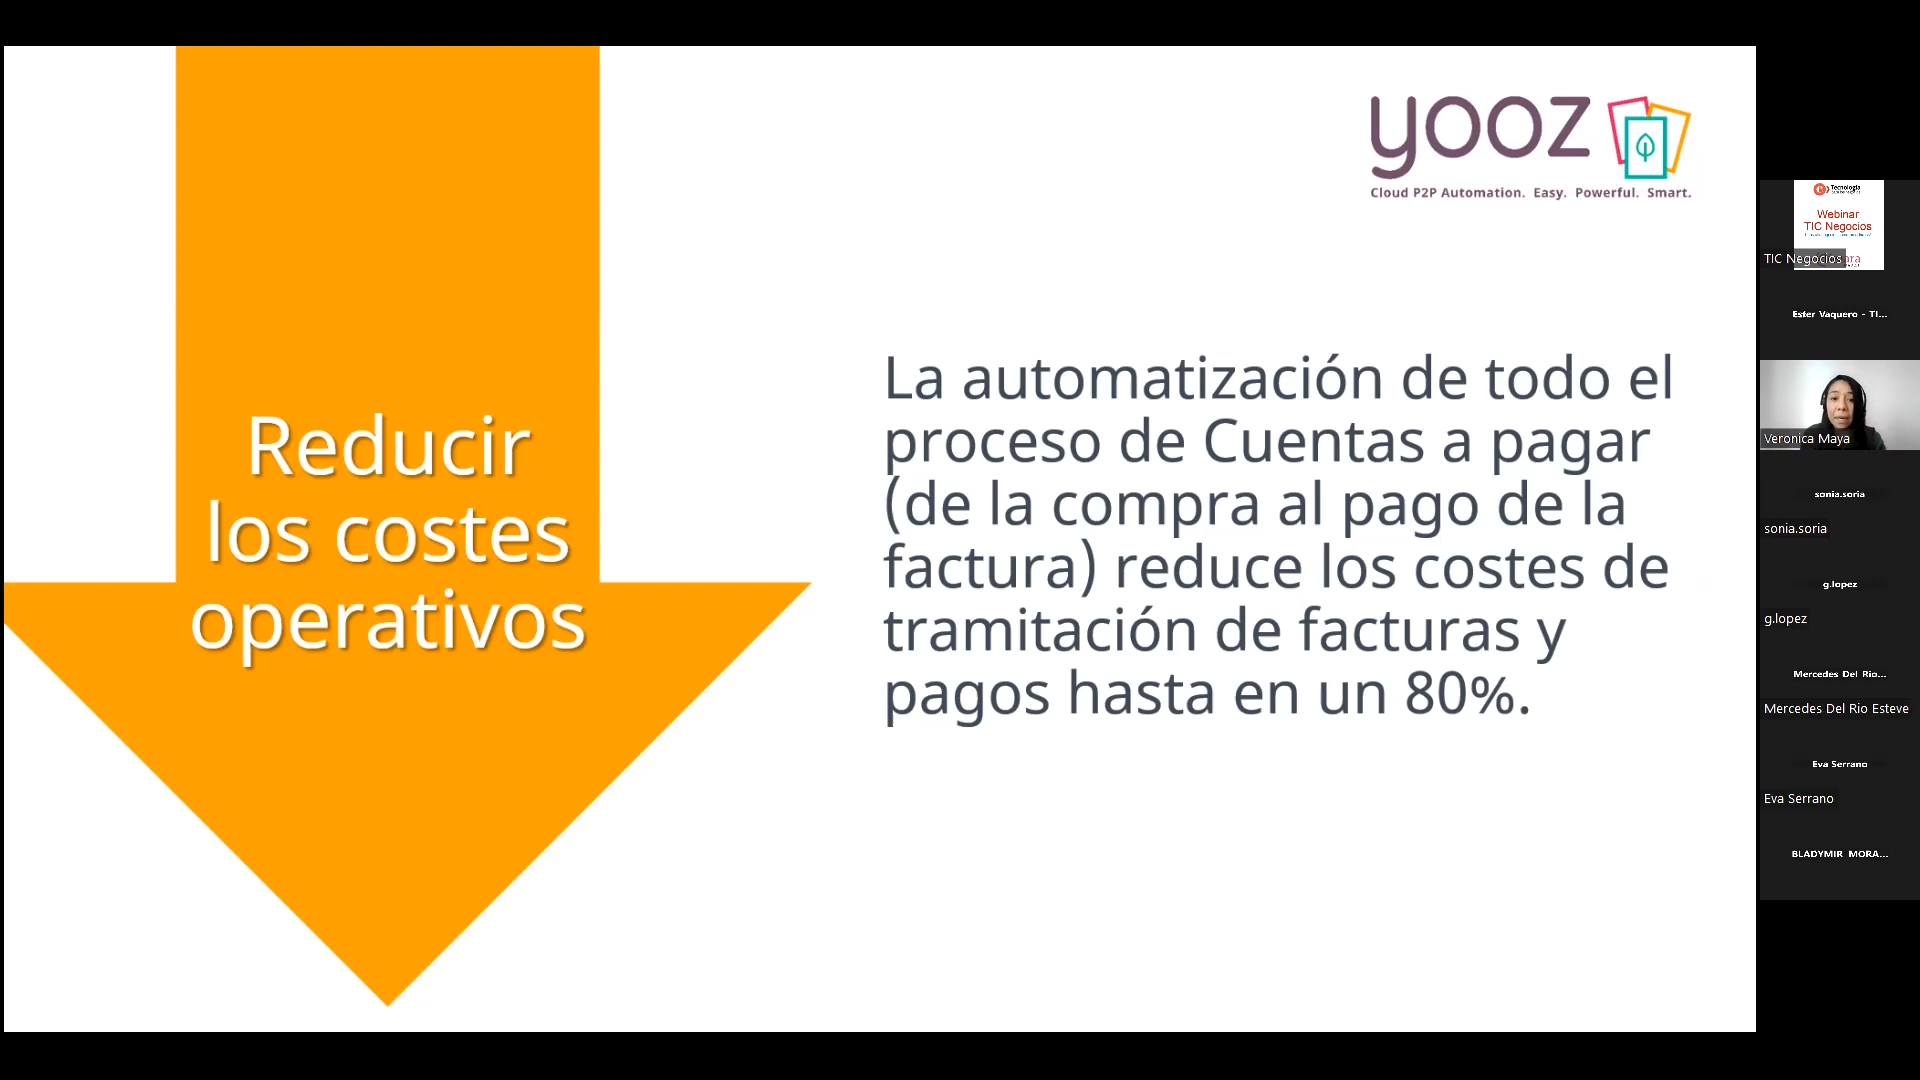 yooz
Cloud P2P Automation. Easy. Powerful. Smart.
Reducir
los costes
operativos
La automatización de todo el
proceso de Cuentas a pagar
(de la compra al pago de la
factura) reduce los costes de
tramitación de facturas y
pagos hasta en un 80%.
Tecnología
Webinar
TIC Negocios
TIC Negocios
Ester Vaquero - TI...
Veronica Maya
sonia.soria
sonia.soria
g.lopez
g.lopez
Mercedes Del Rio...
Mercedes Del Rio Esteve
Eva Serrano
Eva Serrano
BLADYMIR MORA...